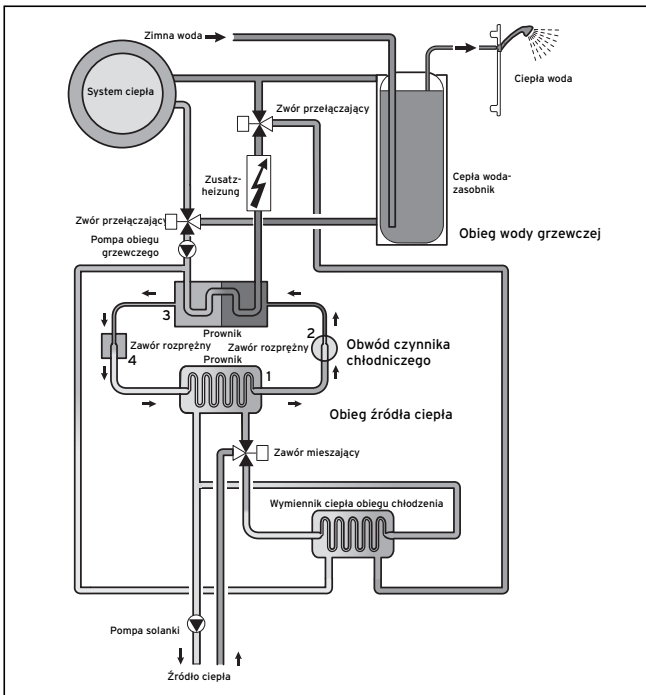 Zimna woda
Ciepła woda
System ciepła
Zwór przełączający
Zusatz-
heizung
Cepła woda-
zasobnik
Zwór przełączający
Obieg wody grzewczej
Pompa obiegu
grzewczego
3
Prownik
2
Zawór rozprężny
Zawór rozprężny
4
Obwód czynnika
chłodniczego
Prownik
1
Obieg źródła ciepła
Zawór mieszający
Wymiennik ciepła obiegu chłodzenia
Pompa solanki
Źródło ciepła